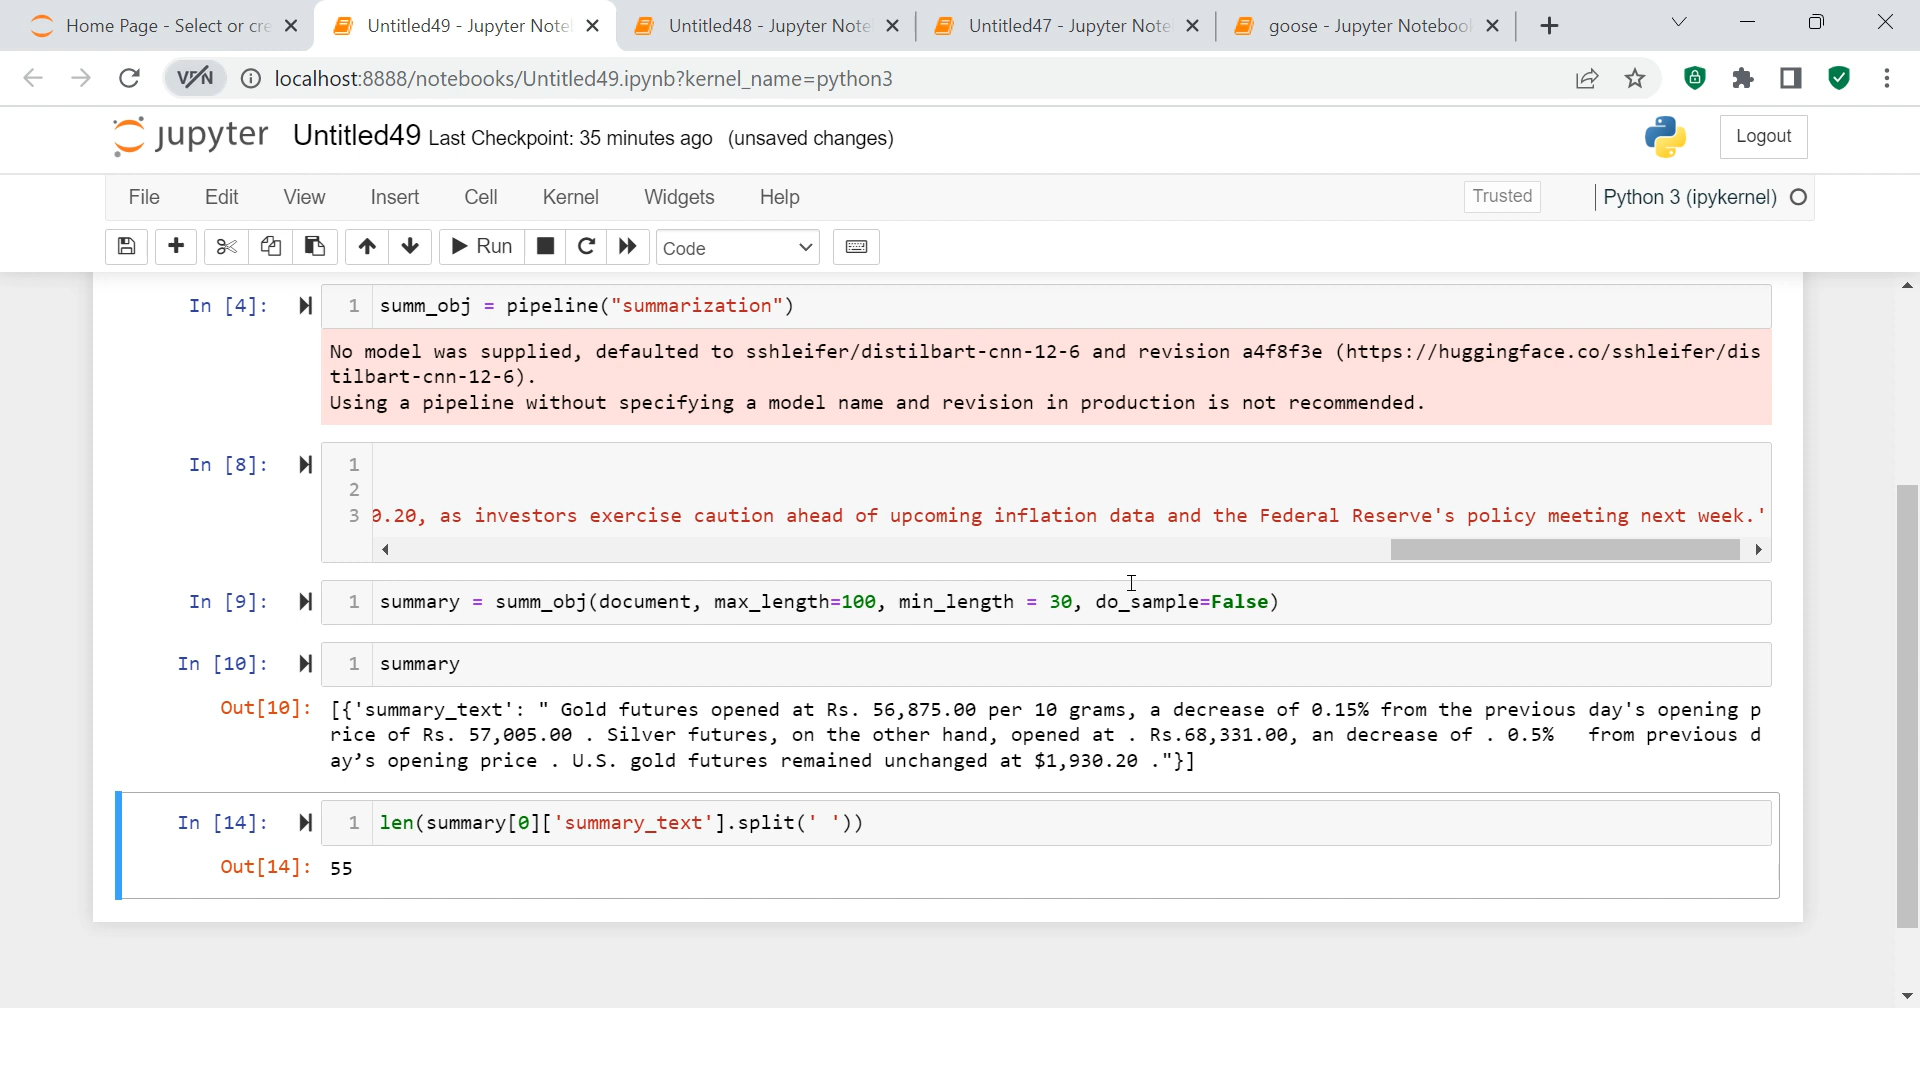 Home Page - Select or cre
Untitled49 - Jupyter Note
Untitled48 - Jupyter Note
Untitled47 - Jupyter Note
goose - Jupyter Notebook
VPN
localhost:8888/notebooks/Untitled49.ipynb?kernel_name=python3
jupyter Untitled49 Last Checkpoint: 35 minutes ago (unsaved changes)
Logout
File Edit View Insert Cell Kernel Widgets Help
Trusted
Python 3 (ipykernel)
Run
Code
In [4]: 1 summ_obj = pipeline("summarization")
No model was supplied, defaulted to sshleifer/distilbart-cnn-12-6 and revision a4f8f3e (https://huggingface.co/sshleifer/dis
tilbart-cnn-12-6).
Using a pipeline without specifying a model name and revision in production is not recommended.
In [8]: 1
2
3 0.20, as investors exercise caution ahead of upcoming inflation data and the Federal Reserve's policy meeting next week.'
In [9]: 1 summary = summ_obj(document, max_length=100, min_length = 30, do_sample=False)
In [10]: 1 summary
Out[10]: [{'summary_text': " Gold futures opened at Rs. 56,875.00 per 10 grams, a decrease of 0.15% from the previous day's opening p
rice of Rs. 57,005.00 . Silver futures, on the other hand, opened at . Rs.68,331.00, an decrease of . 0.5%   from previous d
ay’s opening price . U.S. gold futures remained unchanged at $1,930.20 ."}]
In [14]: 1 len(summary[0]['summary_text'].split(' '))
Out[14]: 55